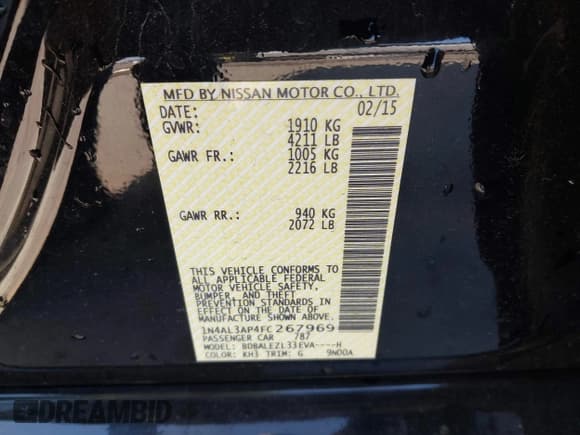 MFD BY NISSAN MOTOR CO., LTD.
DATE: 02/15
GVWR: 1910 KG
4211 LB
GAWR FR.: 1005 KG
2216 LB
GAWR RR.: 940 KG
2072 LB
THIS VEHICLE CONFORMS TO
ALL APPLICABLE FEDERAL
MOTOR VEHICLE SAFETY,
BUMPER, AND THEFT
PREVENTION STANDARDS IN
EFFECT ON THE DATE OF
MANUFACTURE SHOWN ABOVE.
1N4AL3AP4FC267969
PASSENGER CAR 787
MODEL: BDBALEZL33EVA----H
COLOR: KH3 TRIM: G 9N00A
DREAMBID